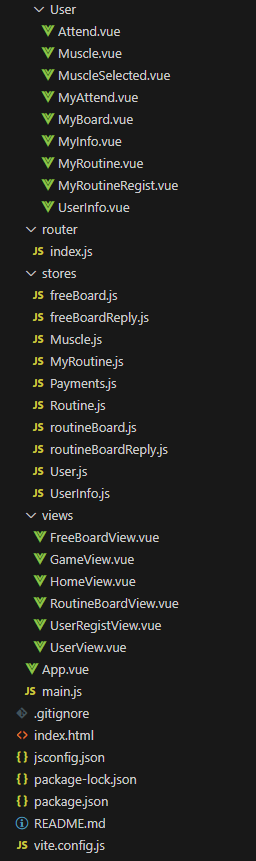 User
Attend.vue
Muscle.vue
MuscleSelected.vue
MyAttend.vue
MyBoard.vue
MyInfo.vue
MyRoutine.vue
MyRoutineRegist.vue
UserInfo.vue
router
JS index.js
stores
JS freeBoard.js
JS freeBoardReply.js
JS Muscle.js
JS MyRoutine.js
JS Payments.js
JS Routine.js
JS routineBoard.js
JS routineBoardReply.js
JS User.js
JS UserInfo.js
views
FreeBoardView.vue
GameView.vue
HomeView.vue
RoutineBoardView.vue
UserRegistView.vue
UserView.vue
App.vue
JS main.js
.gitignore
<> index.html
{} jsconfig.json
{} package-lock.json
{} package.json
README.md
JS vite.config.js